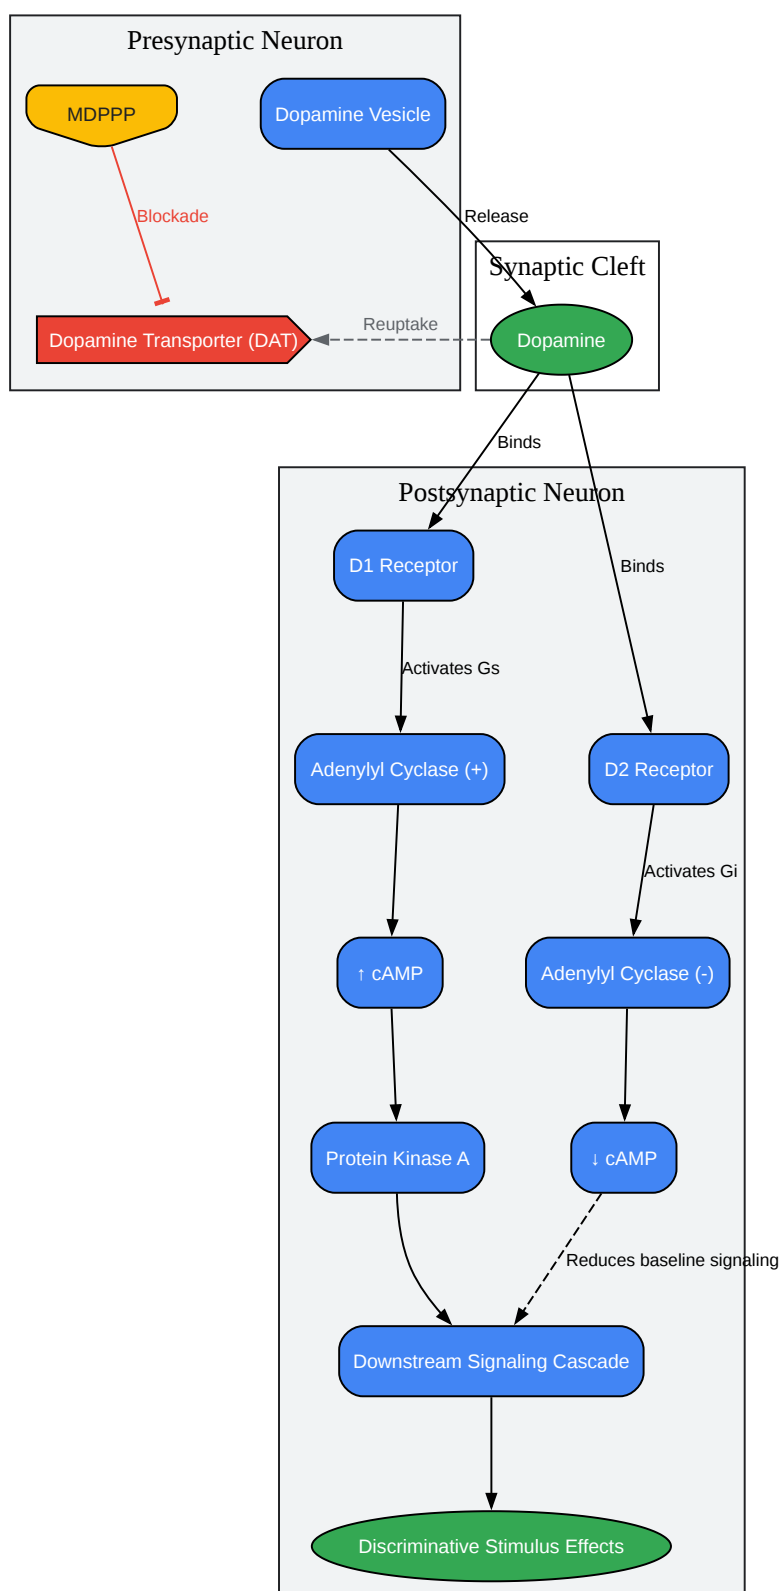 Presynaptic Neuron
MDPPP
Dopamine Vesicle
Blockade
Release
Synaptic Cleft
Dopamine Transporter (DAT)
Reuptake
Dopamine
Binds
Postsynaptic Neuron
D1 Receptor
Binds
Activates Gs
Adenylyl Cyclase (+)
D2 Receptor
Activates Gi
↑ cAMP
Adenylyl Cyclase (-)
Protein Kinase A
↓ cAMP
Reduces baseline signaling
Downstream Signaling Cascade
Discriminative Stimulus Effects